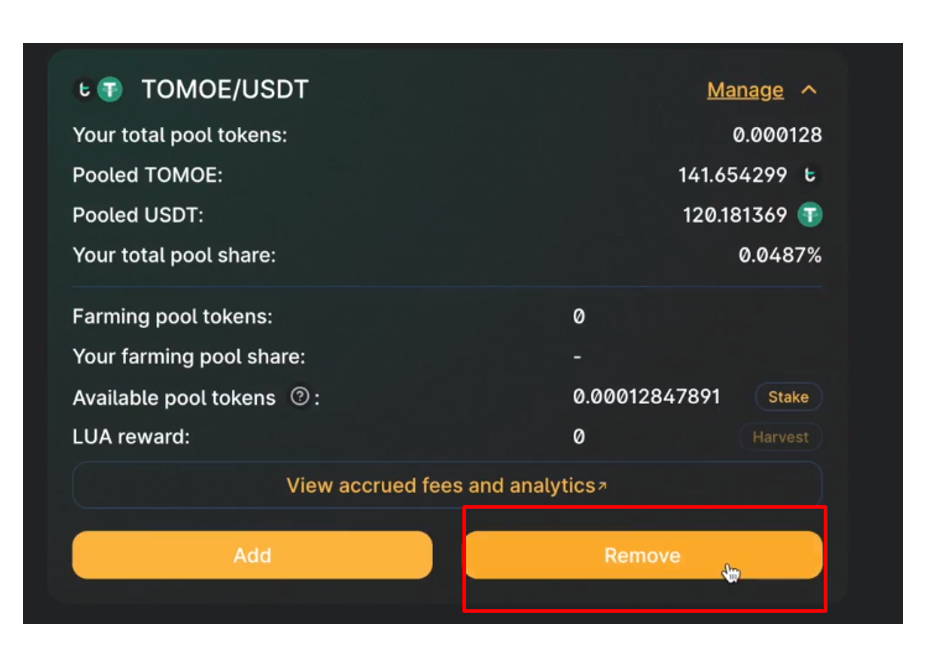 TOMOE/USDT Manage
Your total pool tokens: 0.000128
Pooled TOMOE: 141.654299
Pooled USDT: 120.181369
Your total pool share: 0.0487%
Farming pool tokens: 0
Your farming pool share: -
Available pool tokens ? : 0.00012847891 Stake
LUA reward: 0 Harvest
View accrued fees and analytics↗
Add Remove